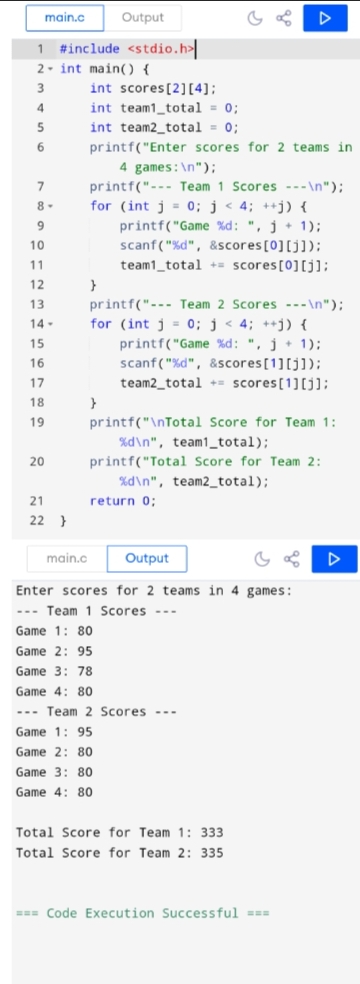 main.c Output
1 #include <stdio.h>
2 int main() {
3 int scores[2][4];
4 int team1_total = 0;
5 int team2_total = 0;
6 printf("Enter scores for 2 teams in
4 games:\n");
7 printf("--- Team 1 Scores ---\n");
8 for (int j = 0; j < 4; ++j) {
9 printf("Game %d: ", j + 1);
10 scanf("%d", &scores[0][j]);
11 team1_total += scores[0][j];
12 }
13 printf("--- Team 2 Scores ---\n");
14 for (int j = 0; j < 4; ++j) {
15 printf("Game %d: ", j + 1);
16 scanf("%d", &scores[1][j]);
17 team2_total += scores[1][j];
18 }
19 printf("\nTotal Score for Team 1:
%d\n", team1_total);
20 printf("Total Score for Team 2:
%d\n", team2_total);
21 return 0;
22 }
main.c Output
Enter scores for 2 teams in 4 games:
--- Team 1 Scores ---
Game 1: 80
Game 2: 95
Game 3: 78
Game 4: 80
--- Team 2 Scores ---
Game 1: 95
Game 2: 80
Game 3: 80
Game 4: 80
Total Score for Team 1: 333
Total Score for Team 2: 335
=== Code Execution Successful ===